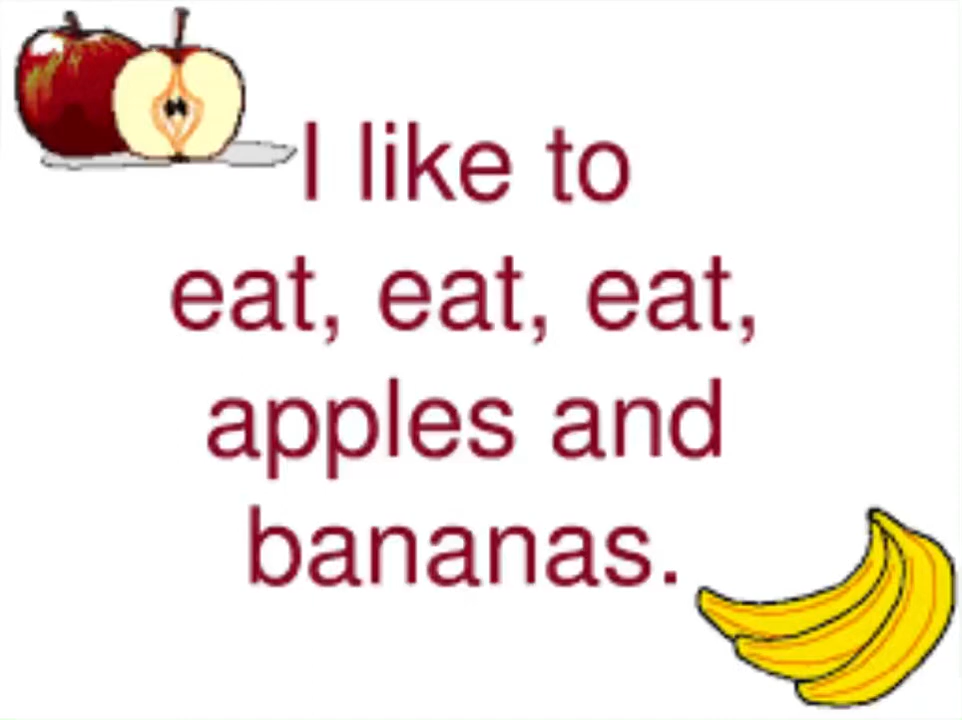 I like to
eat, eat, eat,
apples and
bananas.